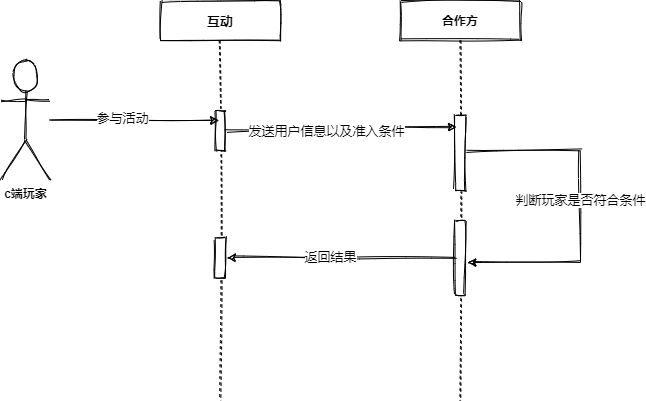 互动
合作方
参与活动
发送用户信息以及准入条件
c端玩家
判断玩家是否符合条件
返回结果